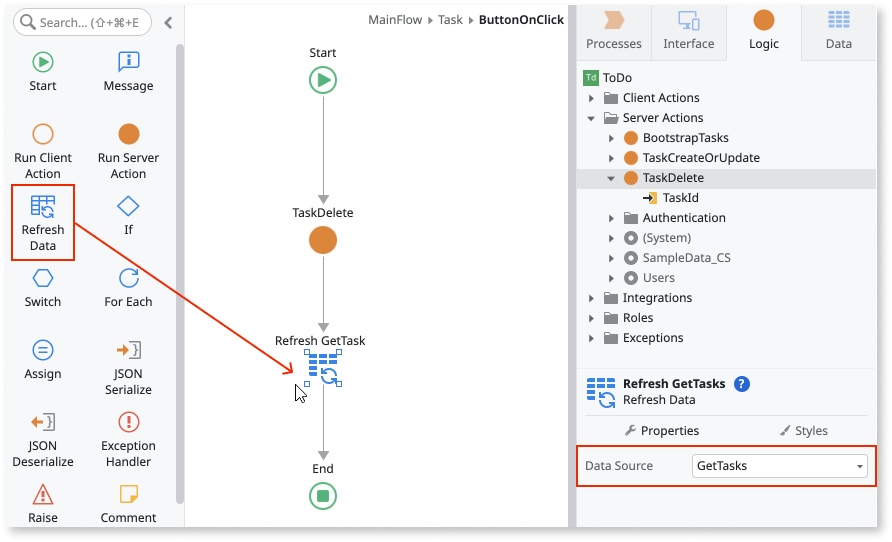 Search... (⇧+⌘+E
Start
Message
Run Client
Action
Run Server
Action
Refresh
Data
If
Switch
For Each
Assign
JSON
Serialize
JSON
Deserialize
Exception
Handler
Raise
Comment
MainFlow
Task
ButtonOnClick
Start
TaskDelete
Refresh GetTask
End
Processes
Interface
Logic
Data
Td ToDo
Client Actions
Server Actions
BootstrapTasks
TaskCreateOrUpdate
TaskDelete
TaskId
Authentication
(System)
SampleData_CS
Users
Integrations
Roles
Exceptions
Refresh GetTasks ?
Refresh Data
Properties
Styles
Data Source
GetTasks